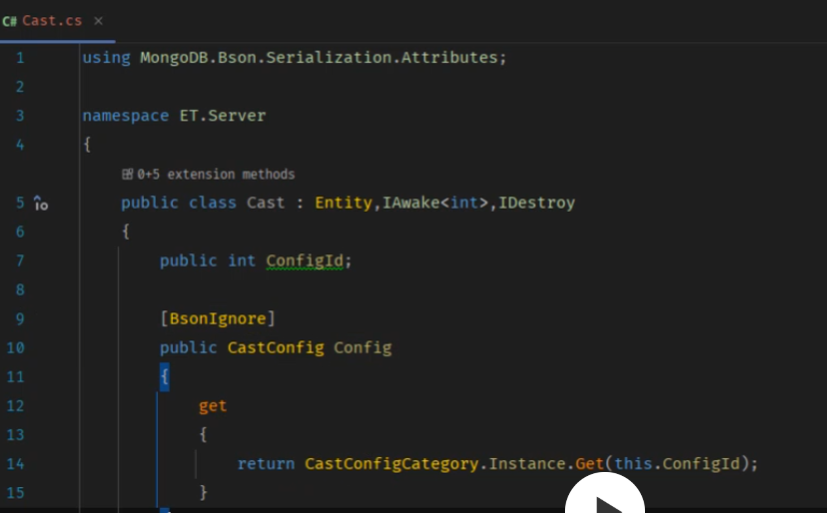 C# Cast.cs ×
1 using MongoDB.Bson.Serialization.Attributes;
2
3 namespace ET.Server
4 {
0+5 extension methods
5 public class Cast : Entity,IAwake<int>,IDestroy
6 {
7 public int ConfigId;
8
9 [BsonIgnore]
10 public CastConfig Config
11 {
12 get
13 {
14 return CastConfigCategory.Instance.Get(this.ConfigId);
15 }